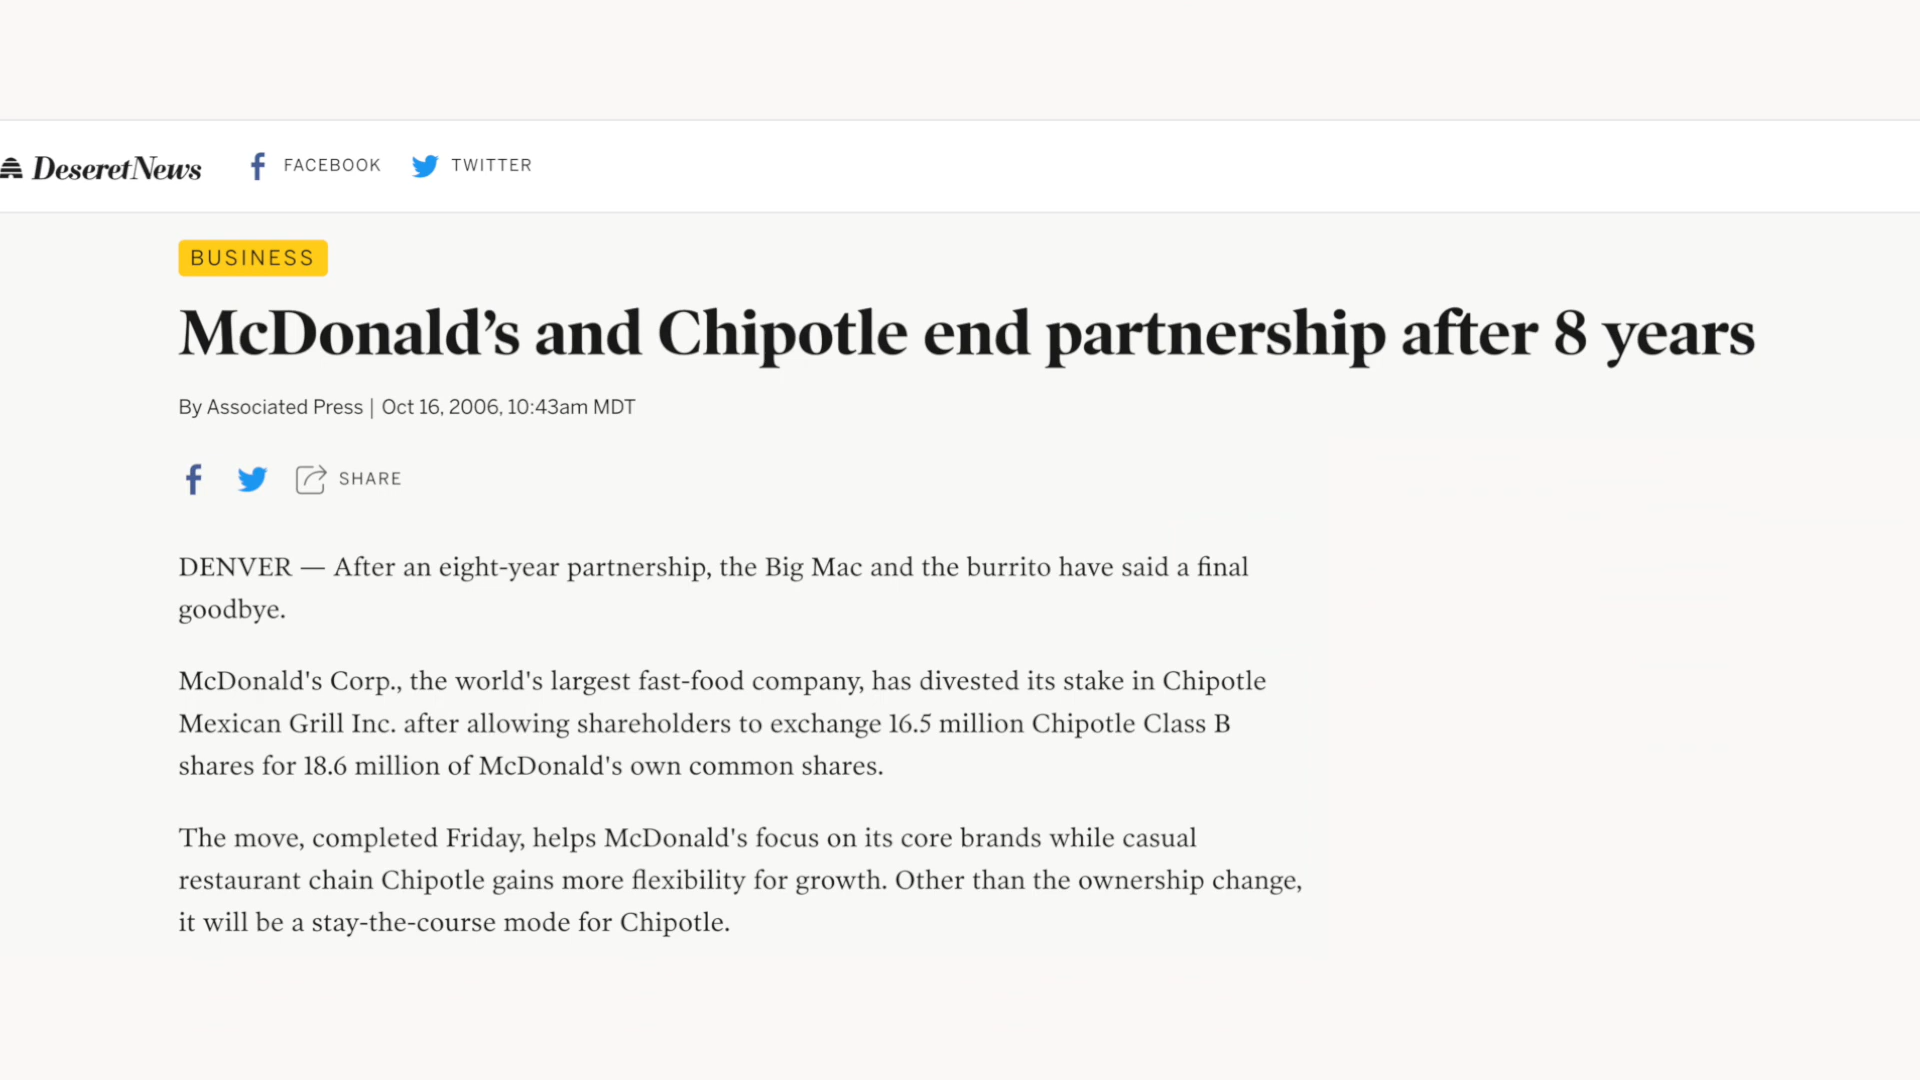 DeseretNews FACEBOOK TWITTER
BUSINESS
McDonald’s and Chipotle end partnership after 8 years
By Associated Press | Oct 16, 2006, 10:43am MDT
SHARE
DENVER — After an eight-year partnership, the Big Mac and the burrito have said a final
goodbye.
McDonald's Corp., the world's largest fast-food company, has divested its stake in Chipotle
Mexican Grill Inc. after allowing shareholders to exchange 16.5 million Chipotle Class B
shares for 18.6 million of McDonald's own common shares.
The move, completed Friday, helps McDonald's focus on its core brands while casual
restaurant chain Chipotle gains more flexibility for growth. Other than the ownership change,
it will be a stay-the-course mode for Chipotle.